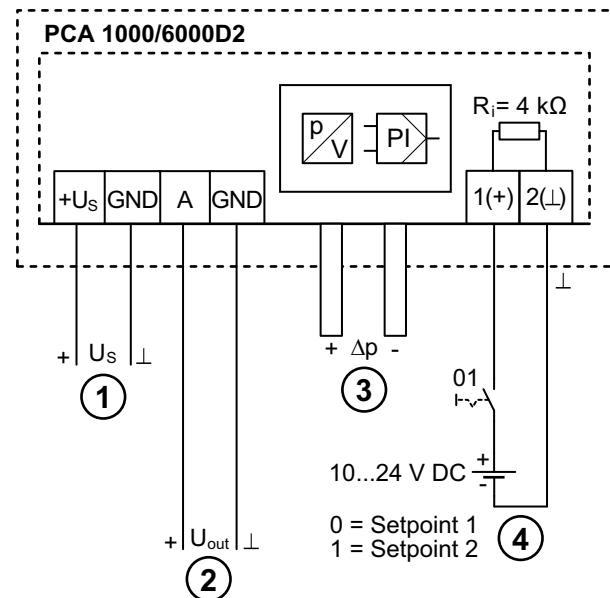 PCA 1000/6000D2
Ri= 4 kΩ
p
V
PI
+US GND A GND
1(+) 2(⊥)
⊥
+ US ⊥
1
+ Δp -
3
01
+
10...24 V DC
-
0 = Setpoint 1
1 = Setpoint 2
4
+ Uout ⊥
2